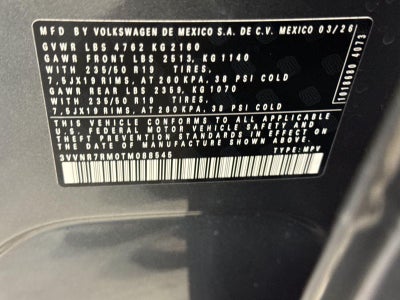 MFD BY VOLKSWAGEN DE MEXICO S.A. DE C.V. MEXICO 03/26
GVWR LBS 4762 KG2160
GAWR FRONT LBS 2513, KG1140
WITH 235/50 R19 TIRES,
7,5JX19 RIMS, AT 260KPA. 38 PSI COLD
GAWR REAR LBS 2359, KG1070
WITH 235/50 R19 TIRES,
7,5JX19 RIMS, AT 260KPA. 38 PSI COLD
THIS VEHICLE CONFORMS TO ALL APPLICABLE
U.S. FEDERAL MOTOR VEHICLE SAFETY AND
THEFT PREVENTION STANDARDS IN EFFECT ON
THE DATE OF MANUFACTURE SHOWN ABOVE.
3VVNR7RM0TM088545 TYPE: MPV
4073